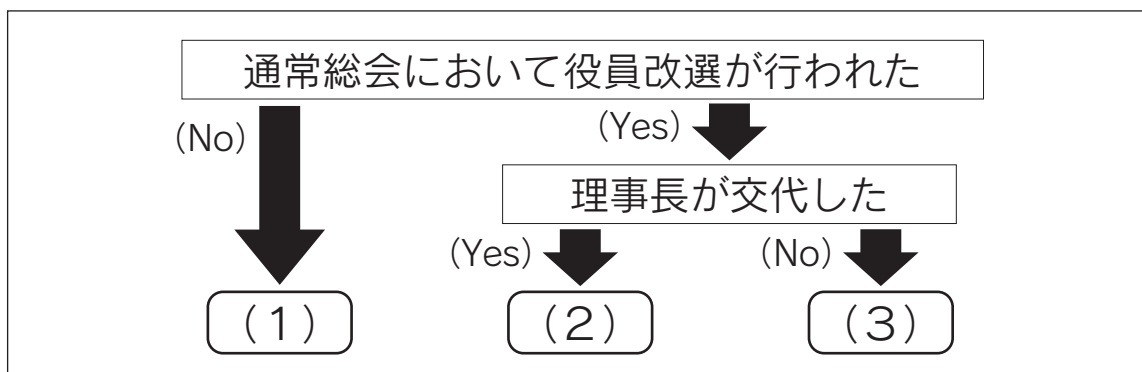 通常総会において役員改選が行われた
(No)
(Yes)
理事長が交代した
(Yes)
(No)
(1)
(2)
(3)